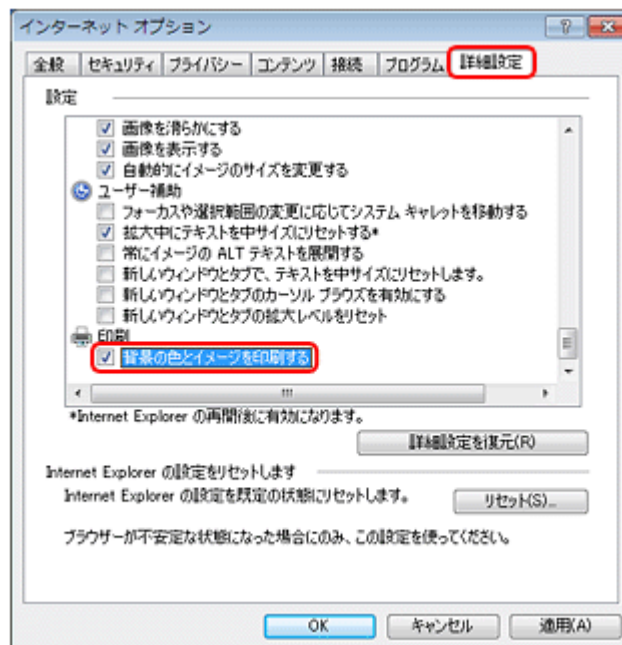 インターネット オプション
全般 セキュリティ プライバシー コンテンツ 接続 プログラム 詳細設定
設定
画像を滑らかにする
画像を表示する
自動的にイメージのサイズを変更する
ユーザー補助
フォーカスや選択範囲の変更に応じてシステム キャレットを移動する
拡大中にテキストを中サイズにリセットする*
常にイメージの ALT テキストを展開する
新しいウィンドウとタブで、テキストを中サイズにリセットします。
新しいウィンドウとタブのカーソル ブラウズを有効にする
新しいウィンドウとタブの拡大レベルをリセット
印刷
背景の色とイメージを印刷する
*Internet Explorer の再開後に有効になります。
詳細設定を復元(R)
Internet Explorer の設定をリセットします
Internet Explorer の設定を既定の状態にリセットします。
リセット(S)...
ブラウザーが不安定な状態になった場合にのみ、この設定を使ってください。
OK キャンセル 適用(A)